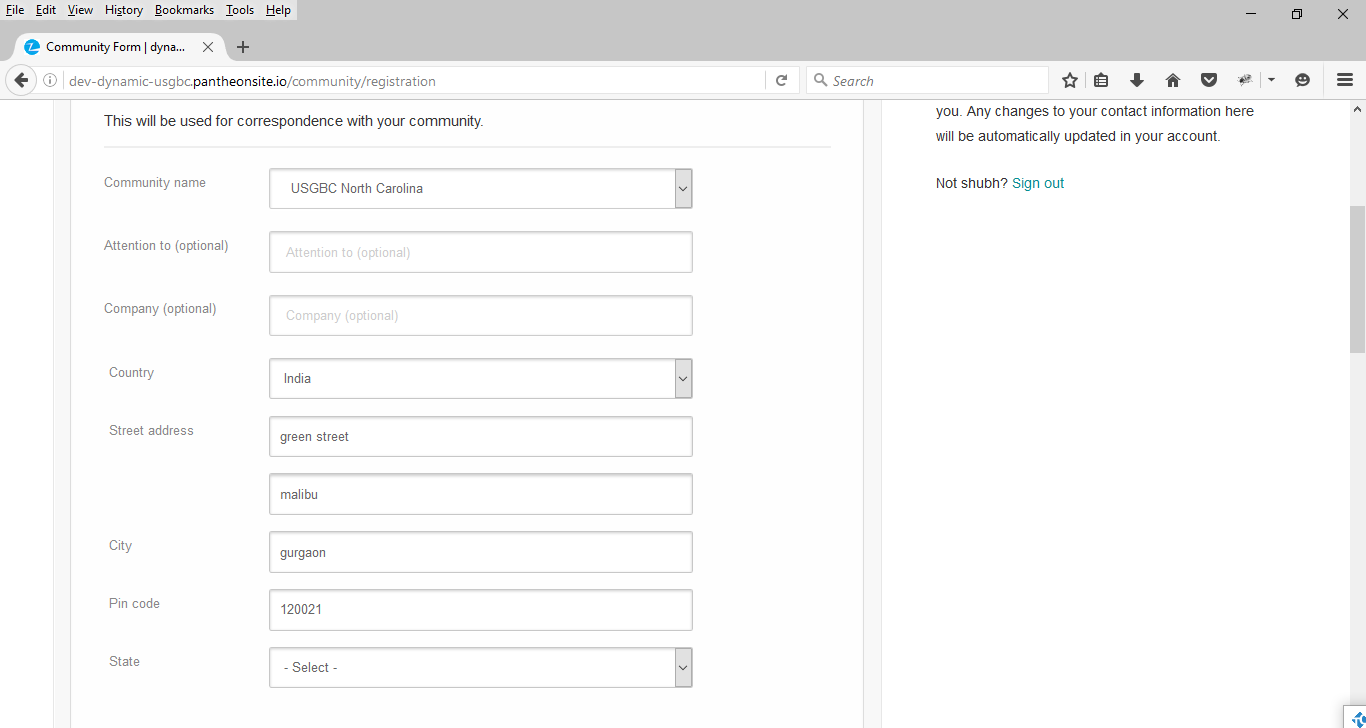 File Edit View History Bookmarks Tools Help
Community Form | dyna...
dev-dynamic-usgbc.pantheonsite.io/community/registration
Search
This will be used for correspondence with your community.
Community name
USGBC North Carolina
Attention to (optional)
Attention to (optional)
Company (optional)
Company (optional)
Country
India
Street address
green street
malibu
City
gurgaon
Pin code
120021
State
- Select -
you. Any changes to your contact information here
will be automatically updated in your account.
Not shubh? Sign out